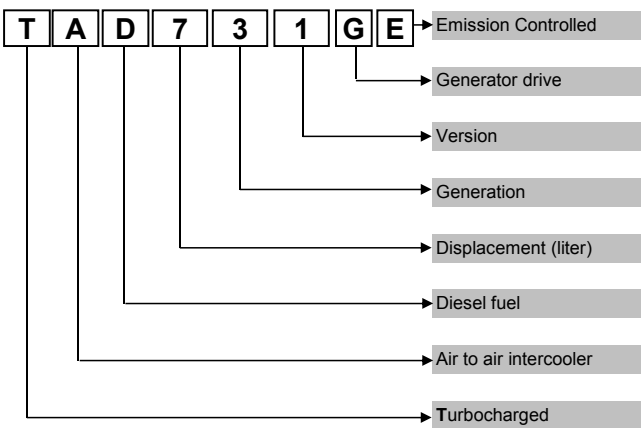 T A D 7 3 1 G E Emission Controlled
Generator drive
Version
Generation
Displacement (liter)
Diesel fuel
Air to air intercooler
Turbocharged